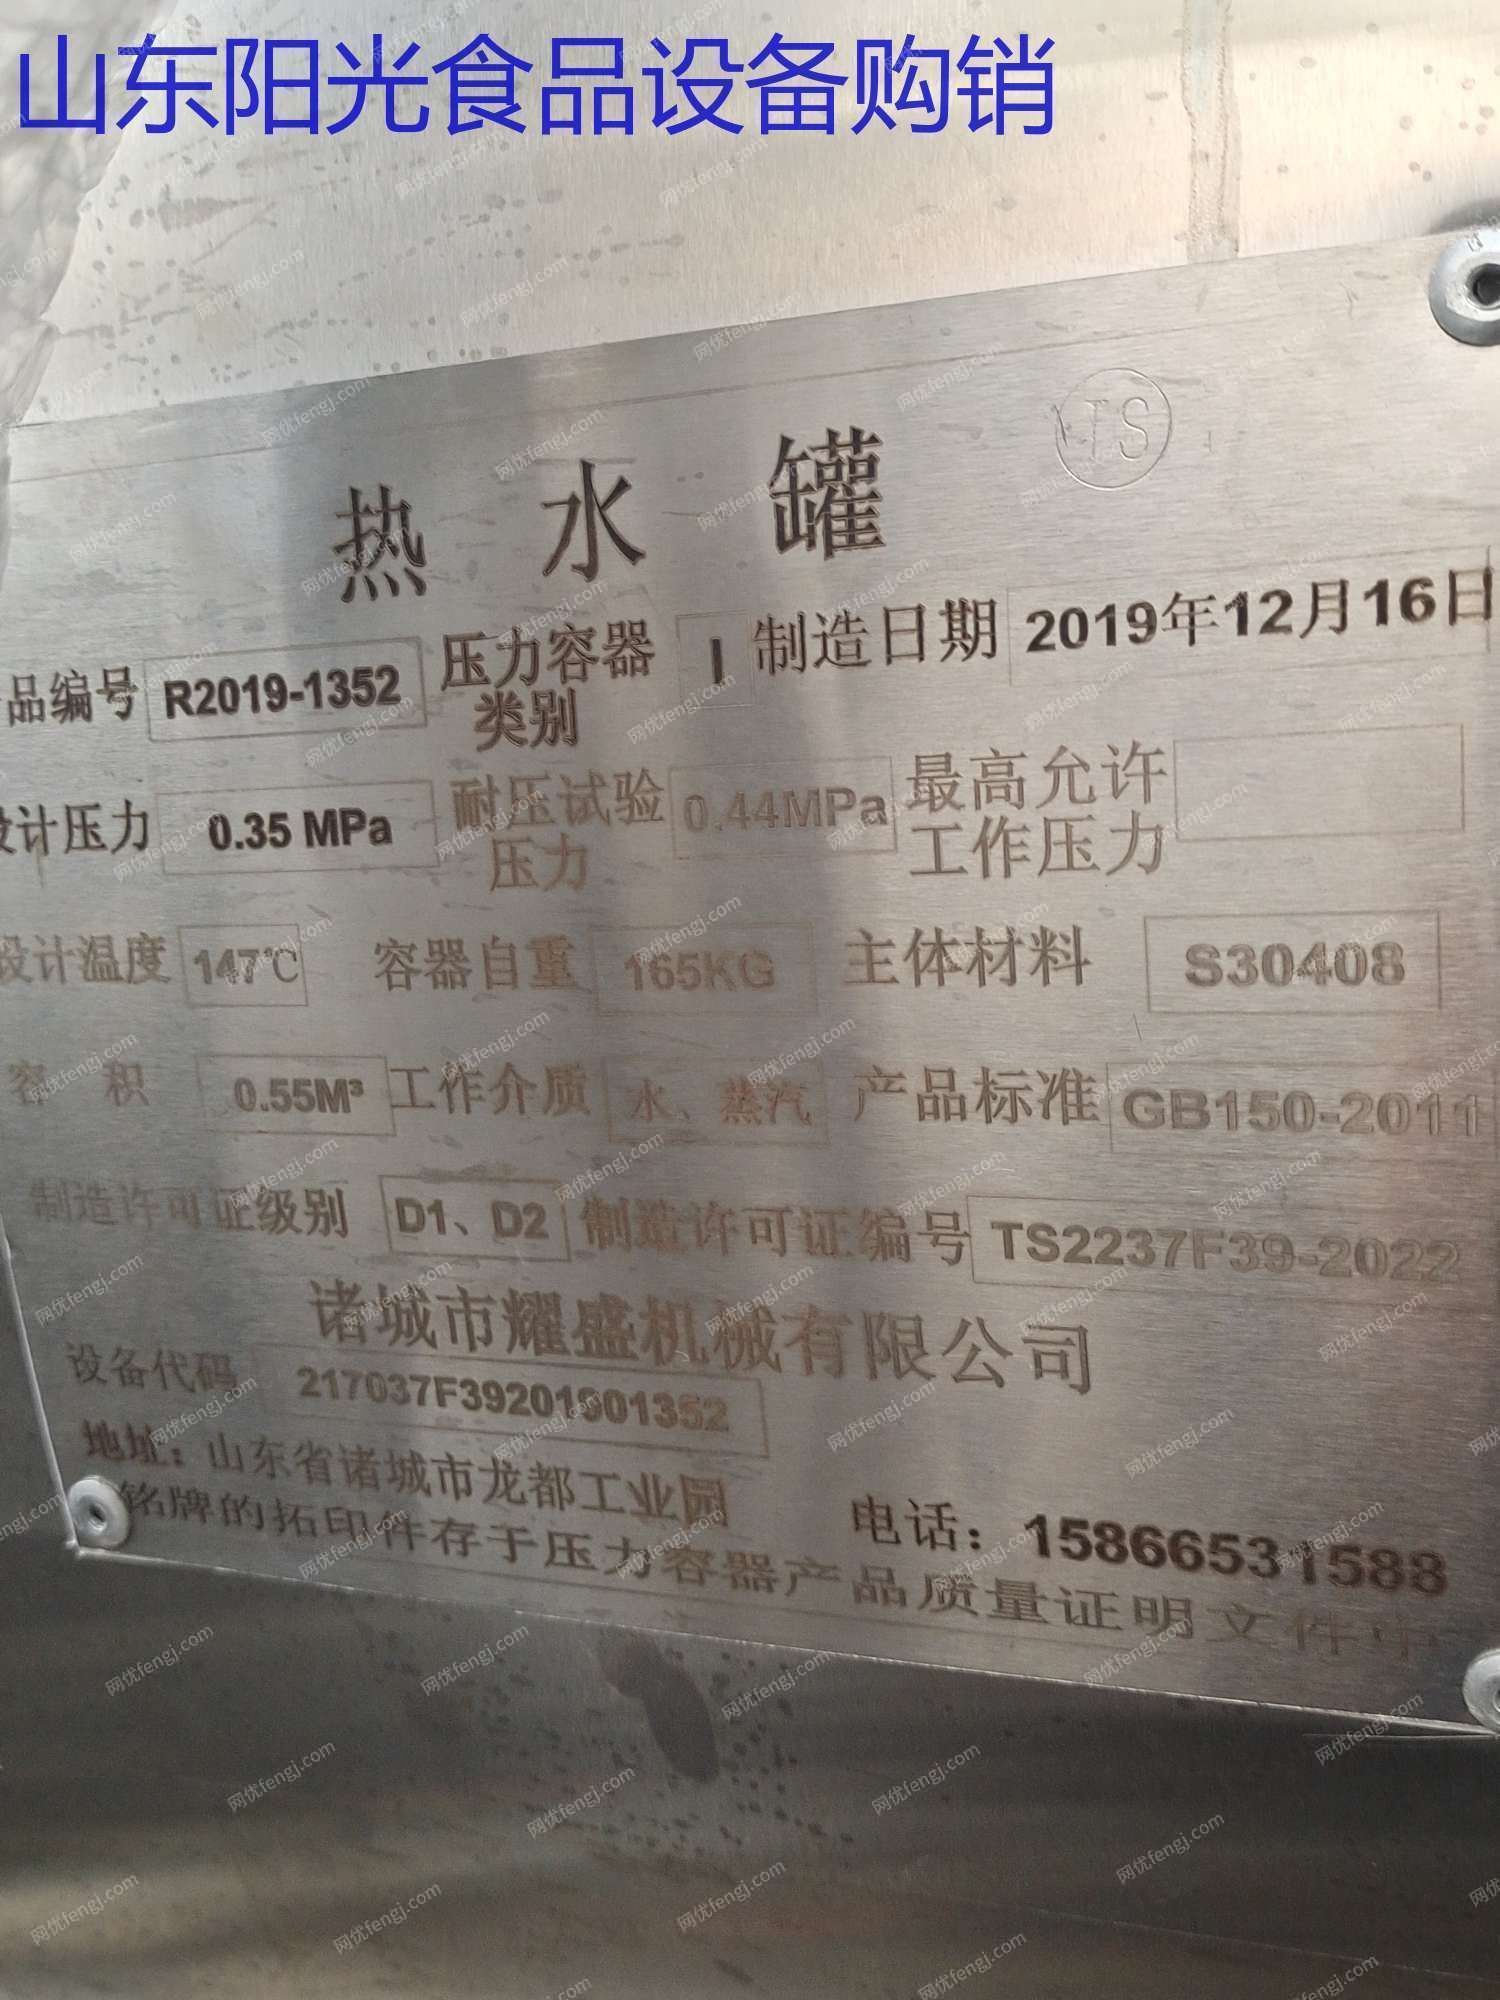 山东阳光食品设备购销
TS
热水罐
品编号 R2019-1352 压力容器类别 I 制造日期 2019年12月16日
设计压力 0.35 MPa 耐压试验压力 0.44MPa 最高允许工作压力
设计温度 147℃ 容器自重 165KG 主体材料 S30408
容积 0.55M³ 工作介质 水、蒸汽 产品标准 GB150-2011
制造许可证级别 D1、D2 制造许可证编号 TS2237F39-2022
诸城市耀盛机械有限公司
设备代码 217037F39201901352
地址：山东省诸城市龙都工业园 电话：15866531588
铭牌的拓印件存于压力容器产品质量证明文件中
网优fengj.com